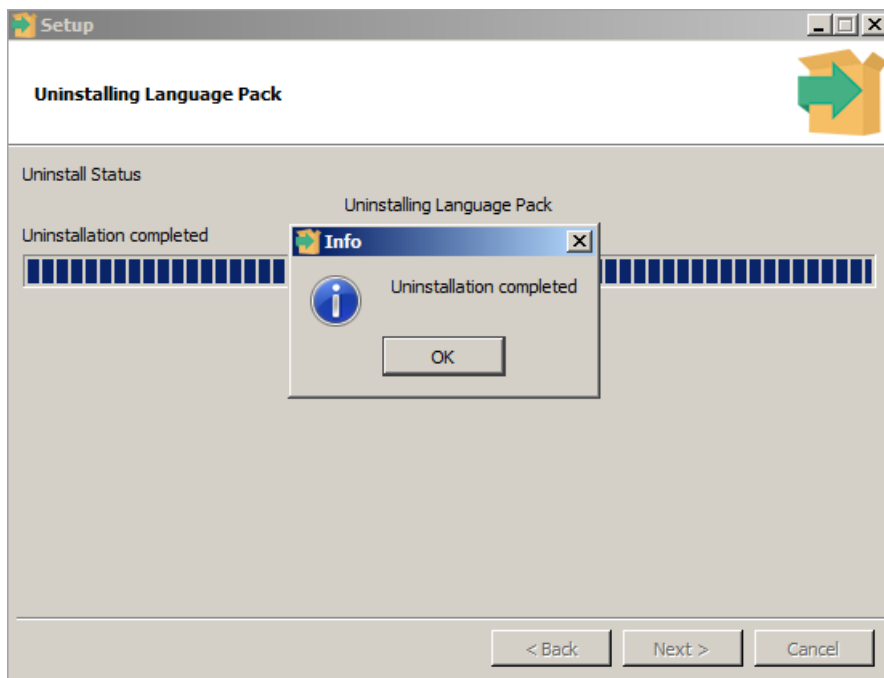 Setup
Uninstalling Language Pack
Uninstall Status
Uninstalling Language Pack
Uninstallation completed
Info
Uninstallation completed
OK
< Back
Next >
Cancel